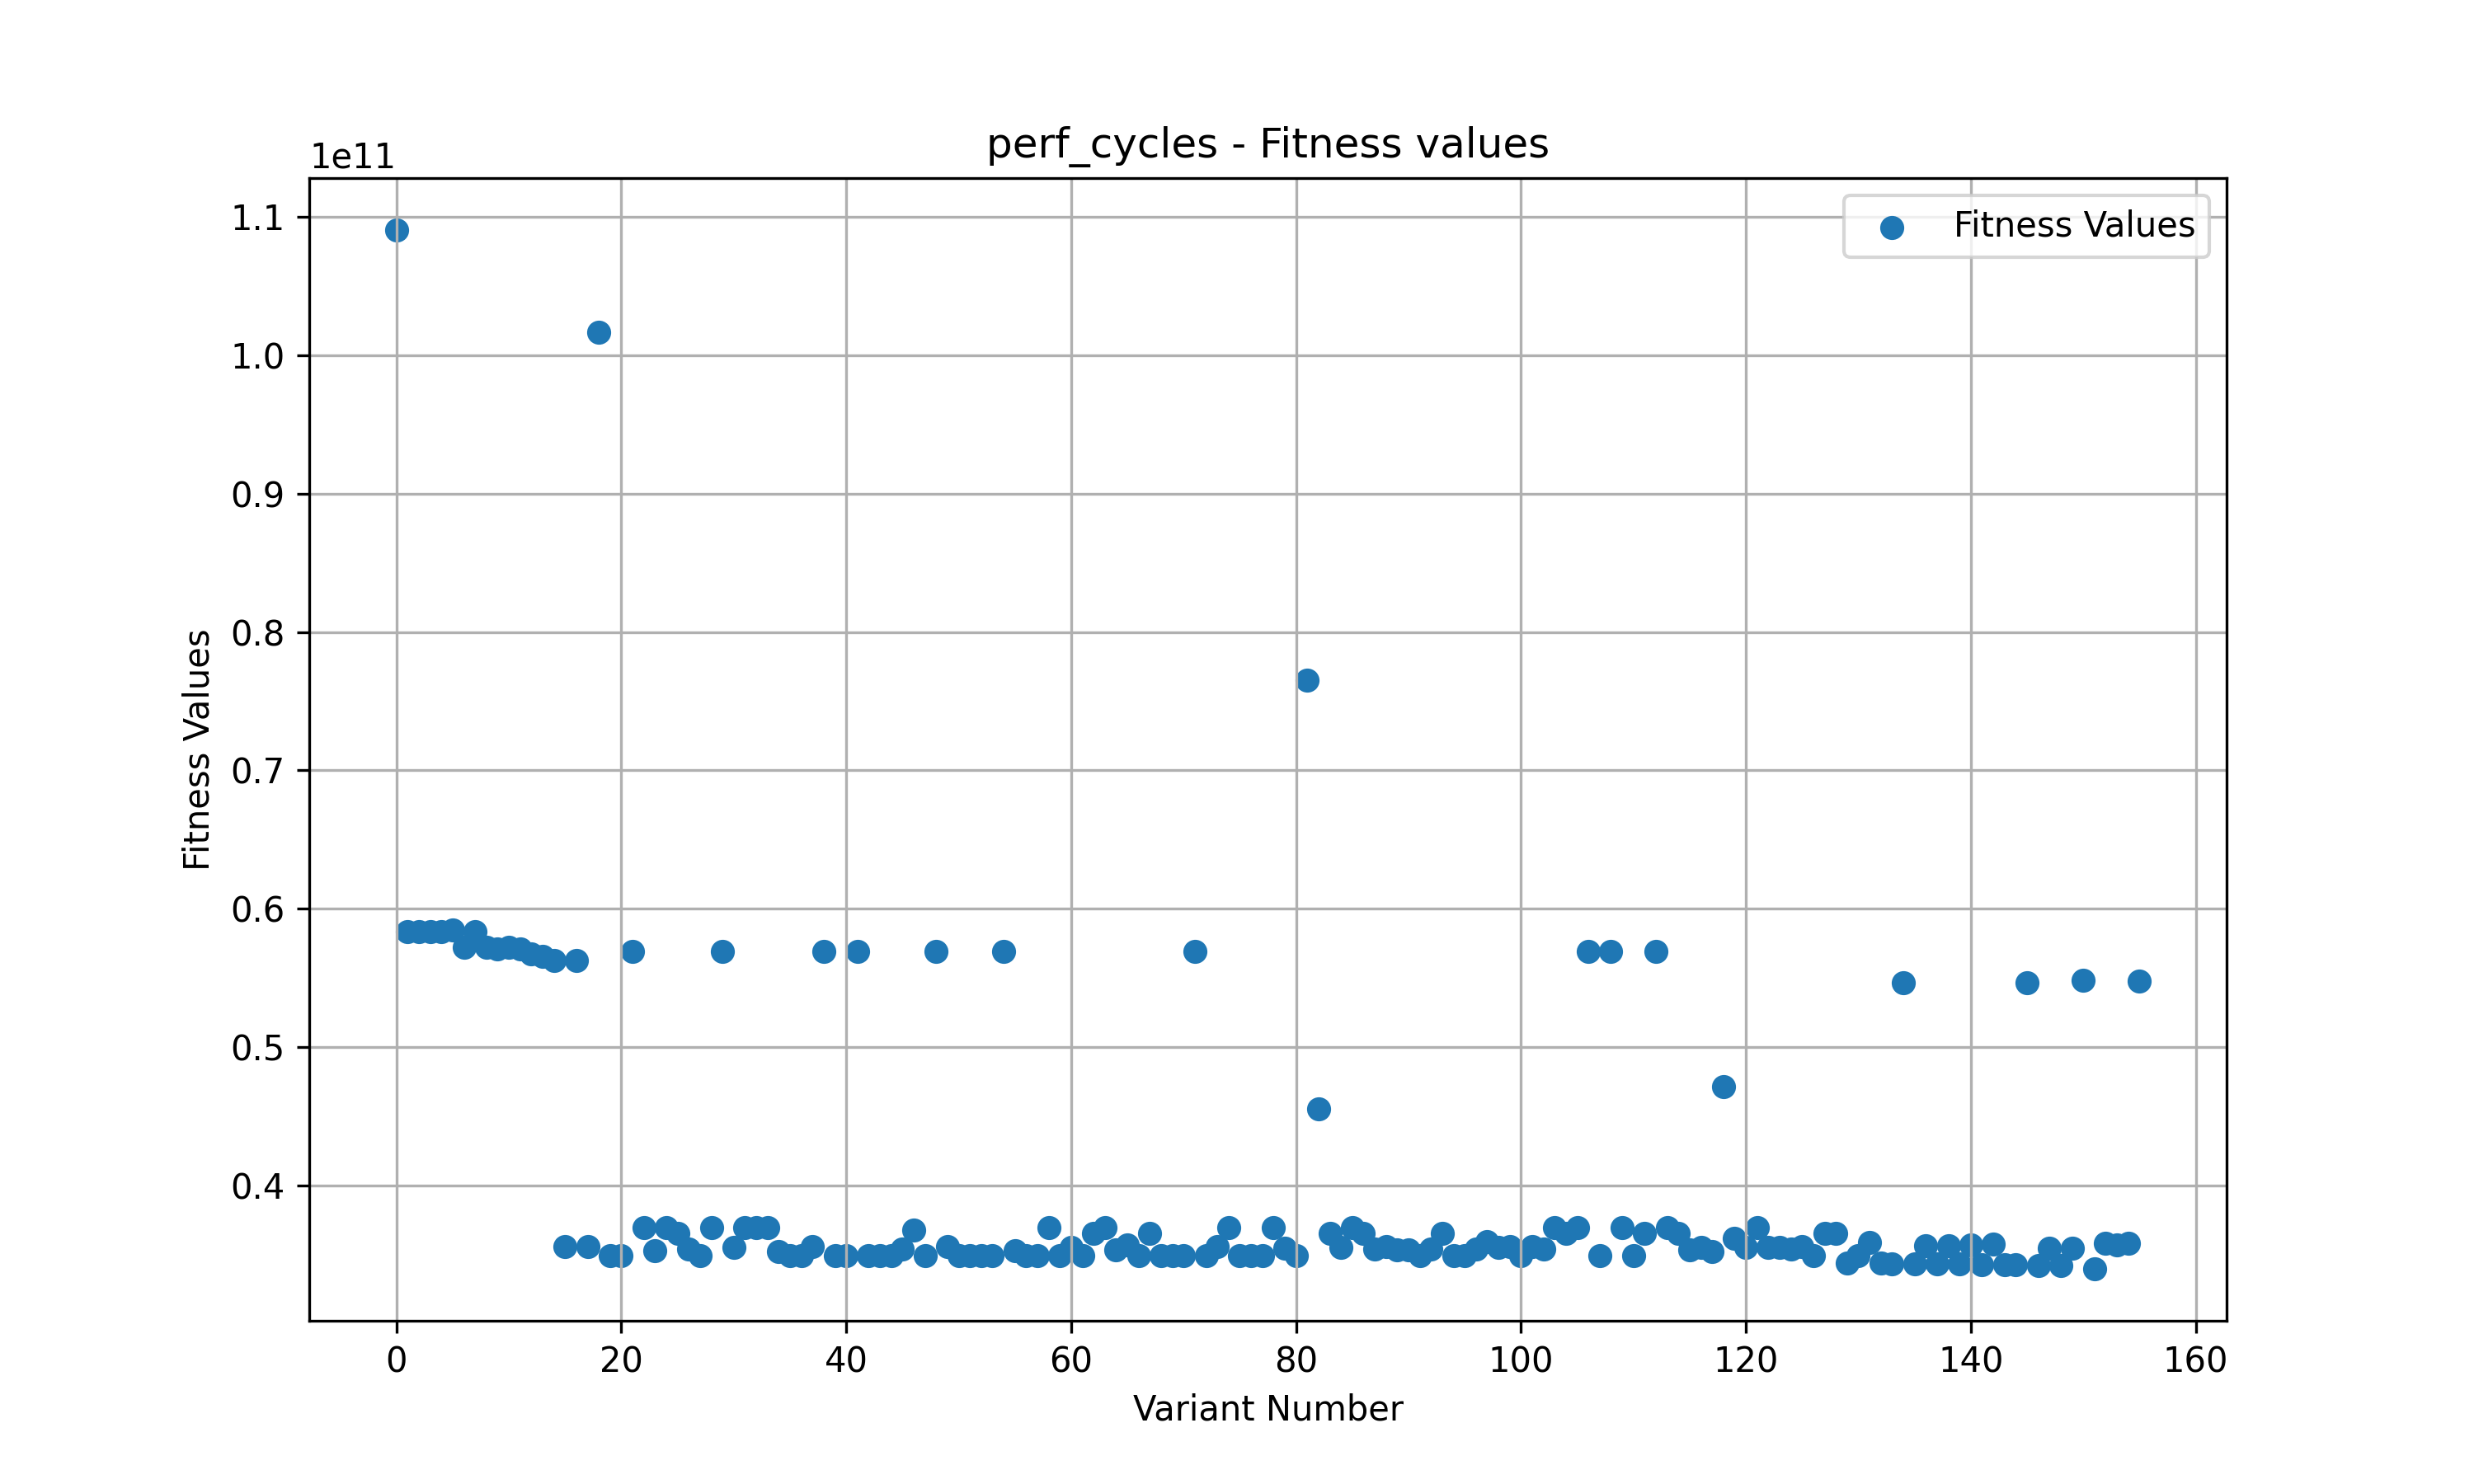 perf_cycles - Fitness values
1e11
Fitness Values
1.1
1.0
0.9
0.8
0.7
0.6
0.5
0.4
Fitness Values
0 20 40 60 80 100 120 140 160
Variant Number